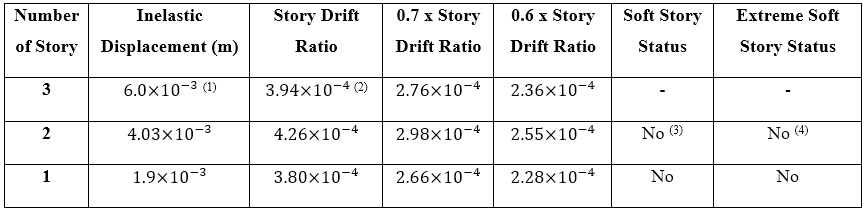 Number of Story | Inelastic Displacement (m) | Story Drift Ratio | 0.7 x Story Drift Ratio | 0.6 x Story Drift Ratio | Soft Story Status | Extreme Soft Story Status
3 | 6.0×10⁻³ ⁽¹⁾ | 3.94×10⁻⁴ ⁽²⁾ | 2.76×10⁻⁴ | 2.36×10⁻⁴ | - | -
2 | 4.03×10⁻³ | 4.26×10⁻⁴ | 2.98×10⁻⁴ | 2.55×10⁻⁴ | No ⁽³⁾ | No ⁽⁴⁾
1 | 1.9×10⁻³ | 3.80×10⁻⁴ | 2.66×10⁻⁴ | 2.28×10⁻⁴ | No | No